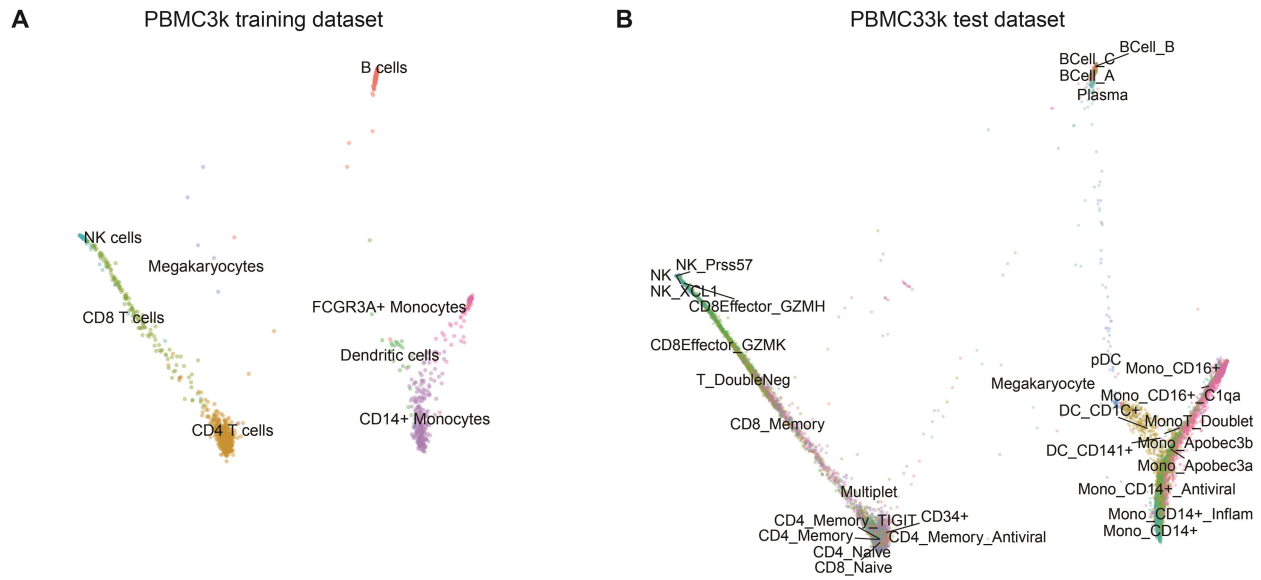 A
PBMC3k training dataset
B cells
NK cells
Megakaryocytes
FCGR3A+ Monocytes
CD8 T cells
Dendritic cells
CD14+ Monocytes
CD4 T cells
B
PBMC33k test dataset
BCell_B
BCell_C
BCell_A
Plasma
NK_Prss57
NK
NK_XCL1
CD8Effector_GZMH
CD8Effector_GZMK
pDC
Mono_CD16+
T_DoubleNeg
Megakaryocyte
Mono_CD16+_C1qa
DC_CD1C+
MonoT_Doublet
CD8_Memory
Mono_Apobec3b
DC_CD141+
Mono_Apobec3a
Multiplet
Mono_CD14+_Antiviral
CD4_Memory_TIGIT
CD34+
Mono_CD14+_Inflam
Mono_CD14+
CD4_Memory
CD4_Memory_Antiviral
CD4_Naive
CD8_Naive